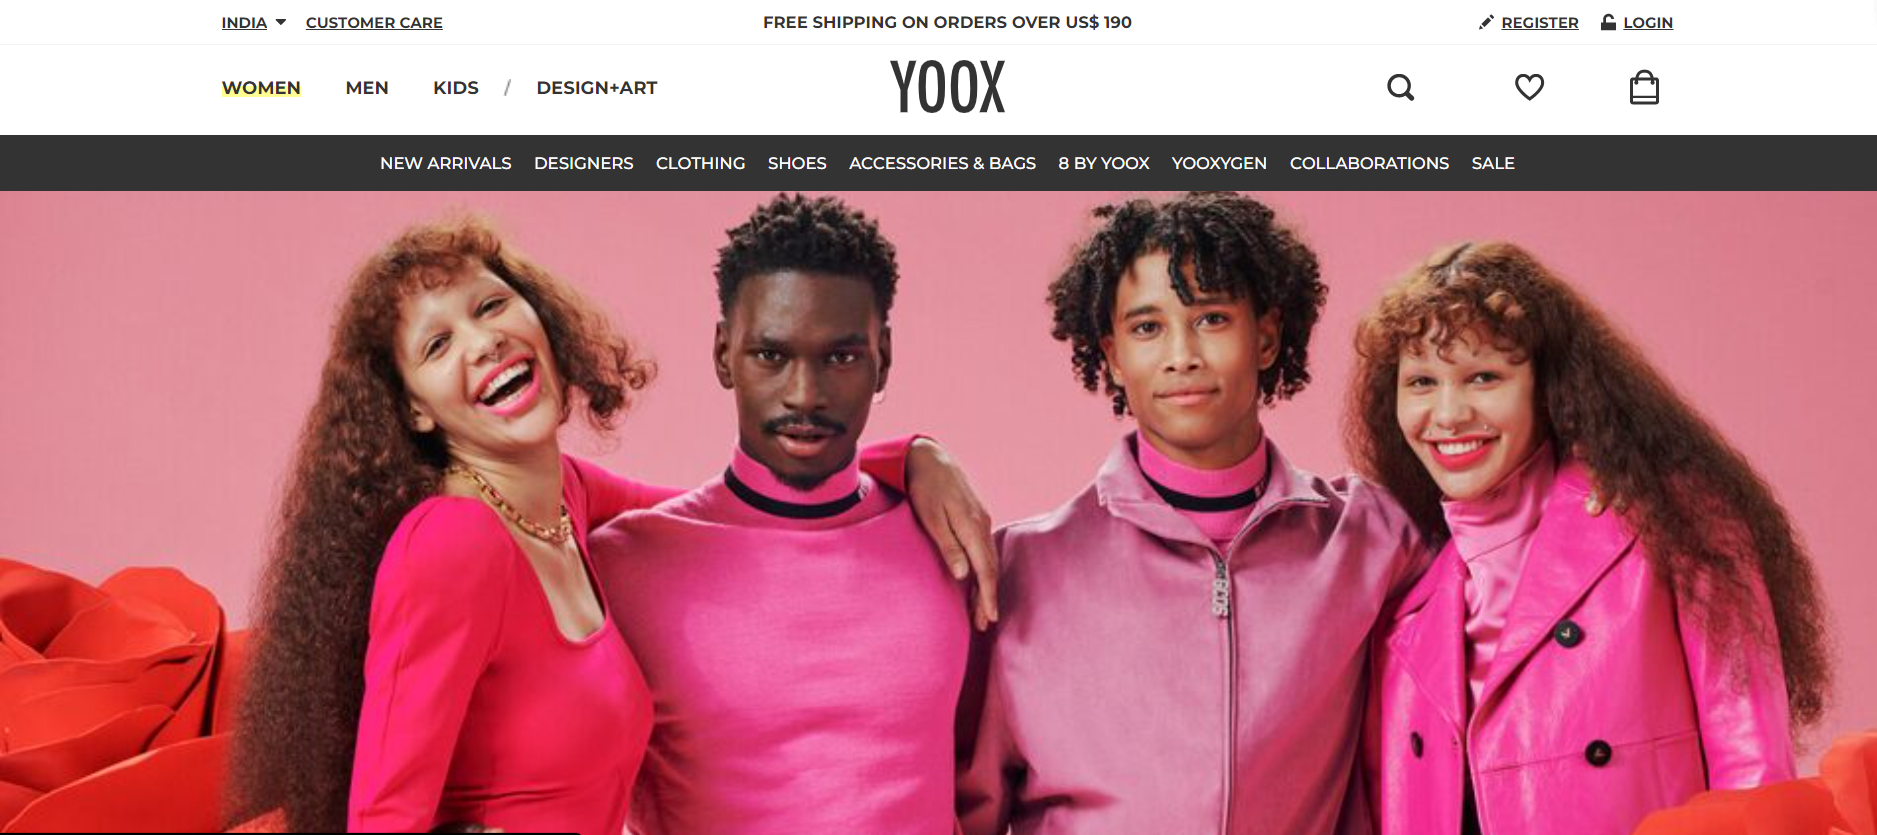 INDIA CUSTOMER CARE FREE SHIPPING ON ORDERS OVER US$ 190 REGISTER LOGIN
WOMEN MEN KIDS / DESIGN+ART YOOX
NEW ARRIVALS DESIGNERS CLOTHING SHOES ACCESSORIES & BAGS 8 BY YOOX YOOXYGEN COLLABORATIONS SALE